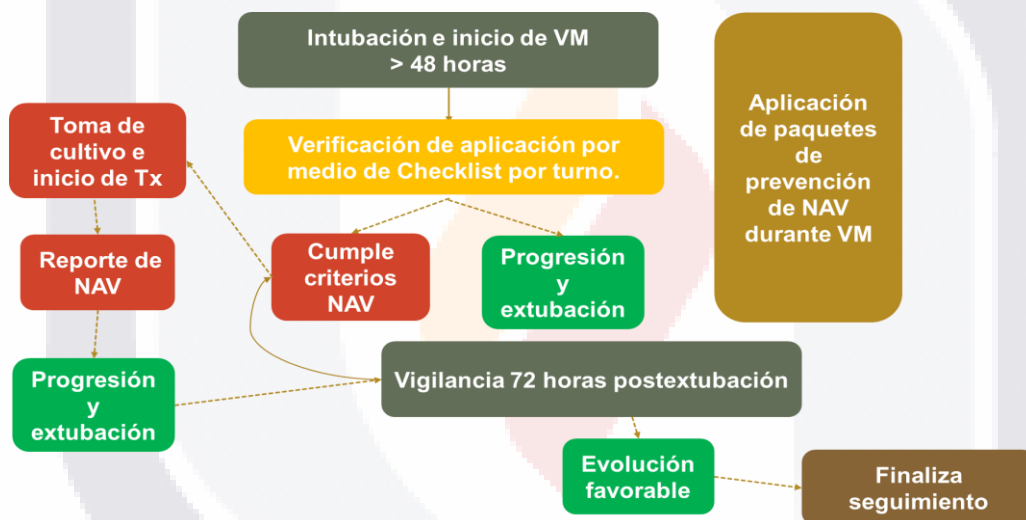 Intubación e inicio de VM
> 48 horas
Aplicación
de paquetes
de
prevención
de NAV
durante VM
Toma de
cultivo e
inicio de Tx
Verificación de aplicación por
medio de Checklist por turno.
Reporte de
NAV
Cumple
criterios
NAV
Progresión
y
extubación
Progresión
y
extubación
Vigilancia 72 horas postextubación
Evolución
favorable
Finaliza
seguimiento